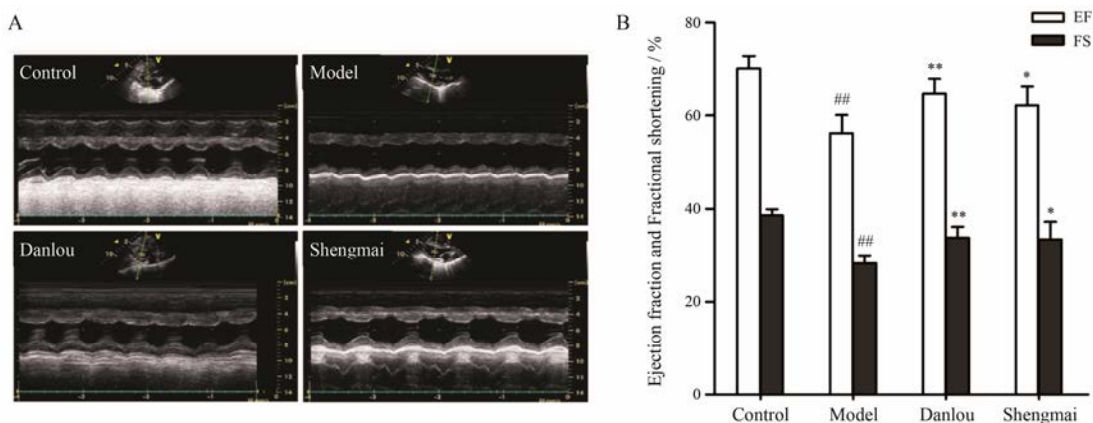 A
Control
V
Model
V
Danlou
V
Shengmai
V
B
Ejection fraction and Fractional shortening / %
80
60
40
20
0
EF
FS
##
##
**
**
*
*
Control
Model
Danlou
Shengmai